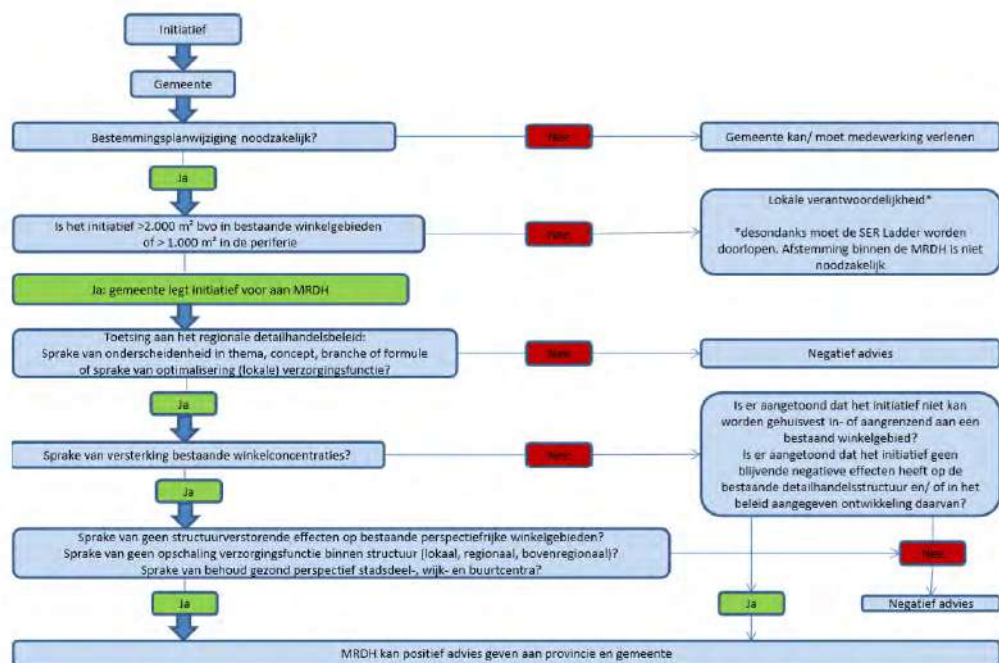 Initiatief
Gemeente
Bestemmingsplanwijziging noodzakelijk?
Nee
Gemeente kan/ moet medewerking verlenen
Ja
Is het initiatief >2.000 m² bvo in bestaande winkelgebieden
of > 1.000 m² in de periferie
Nee
Lokale verantwoordelijkheid*
*desondanks moet de SER Ladder worden
doorlopen. Afstemming binnen de MRDH is niet
noodzakelijk
Ja: gemeente legt initiatief voor aan MRDH
Toetsing aan het regionale detailhandelsbeleid:
Sprake van onderscheidenheid in thema, concept, branche of formule
of sprake van optimalisering (lokale) verzorgingsfunctie?
Nee
Negatief advies
Ja
Sprake van versterking bestaande winkelconcentraties?
Nee
Is er aangetoond dat het initiatief niet kan
worden gehuisvest in- of aangrenzend aan een
bestaand winkelgebied?
Is er aangetoond dat het initiatief geen
blijvende negatieve effecten heeft op de
bestaande detailhandelsstructuur en/ of in het
beleid aangegeven ontwikkeling daarvan?
Ja
Sprake van geen structuurverstorende effecten op bestaande perspectiefrijke winkelgebieden?
Sprake van geen opschaling verzorgingsfunctie binnen structuur (lokaal, regionaal, bovenregionaal)?
Sprake van behoud gezond perspectief stadsdeel-, wijk- en buurtcentra?
Nee
Ja
Ja
Negatief advies
MRDH kan positief advies geven aan provincie en gemeente